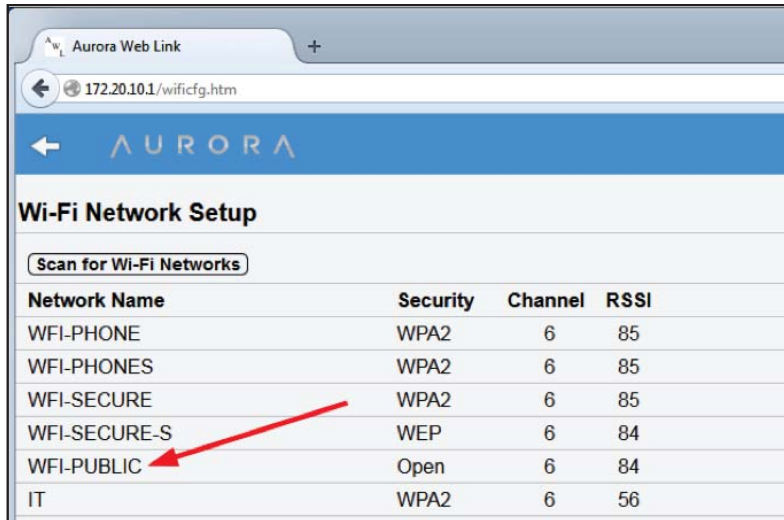 AWL Aurora Web Link +
172.20.10.1/wificfg.htm
AURORA
Wi-Fi Network Setup
Scan for Wi-Fi Networks
Network Name Security Channel RSSI
WFI-PHONE WPA2 6 85
WFI-PHONES WPA2 6 85
WFI-SECURE WPA2 6 85
WFI-SECURE-S WEP 6 84
WFI-PUBLIC Open 6 84
IT WPA2 6 56